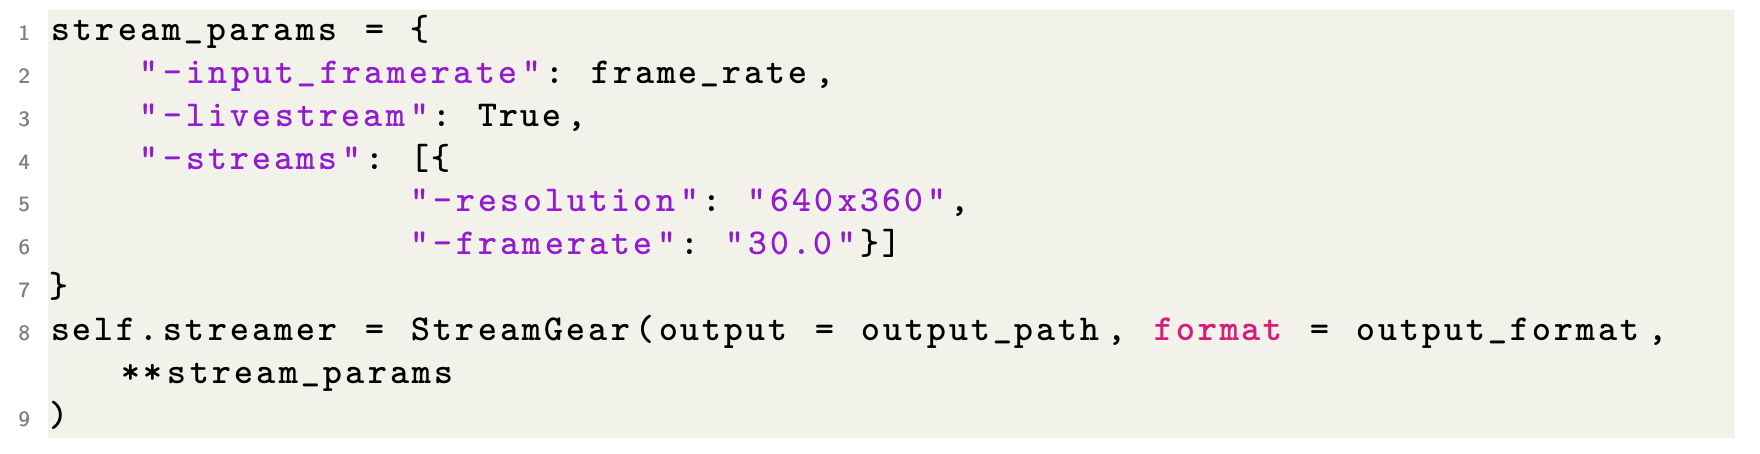 1 stream_params = {
2     "-input_framerate": frame_rate,
3     "-livestream": True,
4     "-streams": [{
5                 "-resolution": "640x360",
6                 "-framerate": "30.0"}]
7 }
8 self.streamer = StreamGear(output = output_path, format = output_format,
    **stream_params
9 )